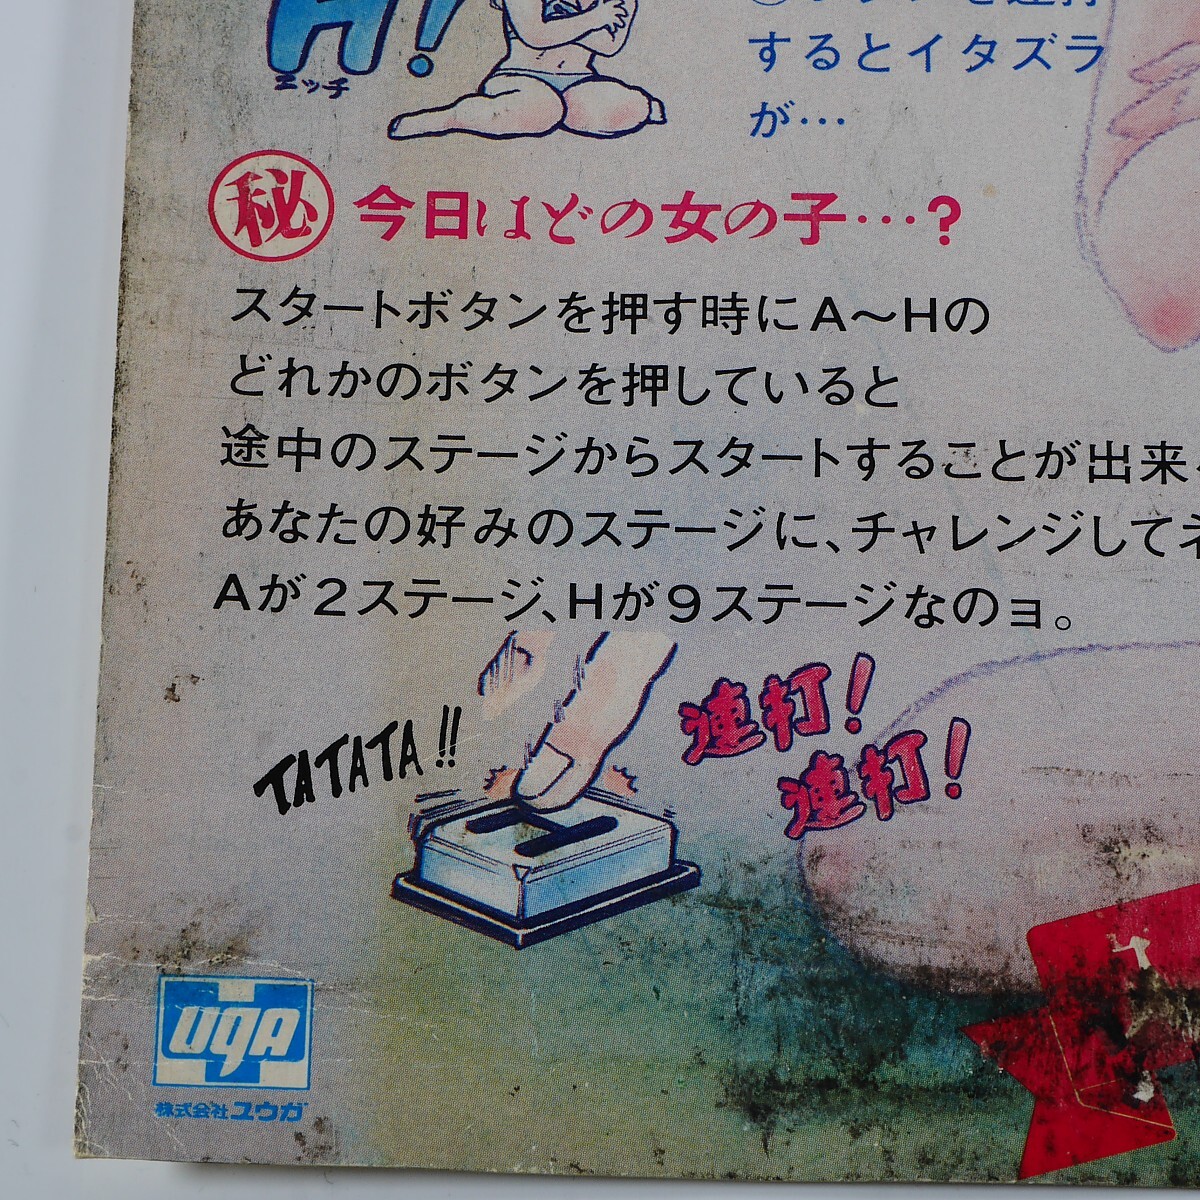 H!
エッチ
するとイタズラ
が…
秘 今日はどの女の子…?
スタートボタンを押す時にA〜Hの
どれかのボタンを押していると
途中のステージからスタートすることが出来
あなたの好みのステージに、チャレンジしてネ
Aが2ステージ、Hが9ステージなのョ。
TATATA!!
連打!
連打!
H
UGA
株式会社ユウガ